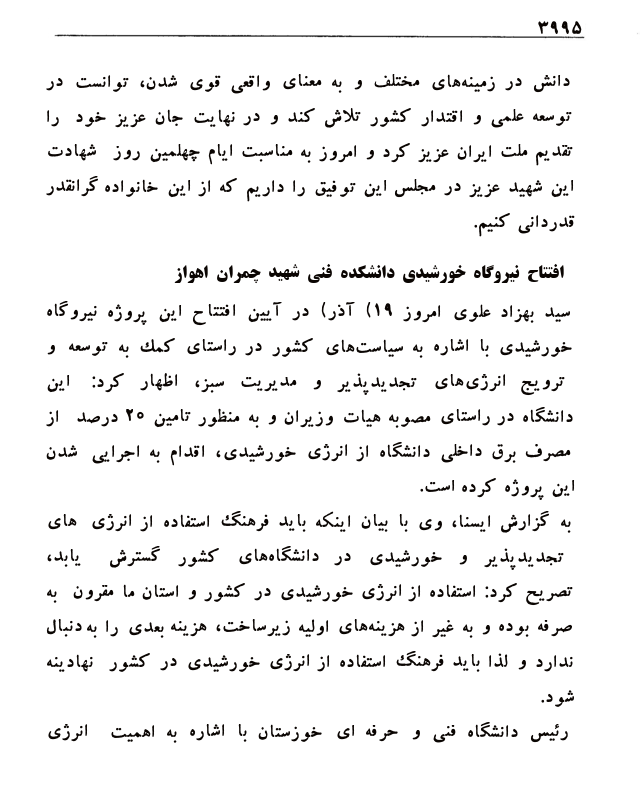 ۳۹۹۵
دانش در زمینه‌های مختلف و به معنای واقعی قوی شدن، توانست در
توسعه علمی و اقتدار کشور تلاش کند و در نهایت جان عزیز خود را
تقدیم ملت ایران عزیز کرد و امروز به مناسبت ایام چهلمین روز شهادت
این شهید عزیز در مجلس این توفیق را داریم که از این خانواده گرانقدر
قدردانی کنیم.
افتتاح نیروگاه خورشیدی دانشکده فنی شهید چمران اهواز
سید بهزاد علوی امروز ۱۹) آذر) در آیین افتتاح این پروژه نیروگاه
خورشیدی با اشاره به سیاست‌های کشور در راستای کمک به توسعه و
ترویج انرژی‌های تجدیدپذیر و مدیریت سبز، اظهار کرد: این
دانشگاه در راستای مصوبه هیات وزیران و به منظور تامین ۲۵ درصد از
مصرف برق داخلی دانشگاه از انرژی خورشیدی، اقدام به اجرایی شدن
این پروژه کرده است.
به گزارش ایسنا، وی با بیان اینکه باید فرهنگ استفاده از انرژی های
تجدیدپذیر و خورشیدی در دانشگاه‌های کشور گسترش یابد،
تصریح کرد: استفاده از انرژی خورشیدی در کشور و استان ما مقرون به
صرفه بوده و به غیر از هزینه‌های اولیه زیرساخت، هزینه بعدی را به دنبال
ندارد و لذا باید فرهنگ استفاده از انرژی خورشیدی در کشور نهادینه
شود.
رئیس دانشگاه فنی و حرفه ای خوزستان با اشاره به اهمیت انرژی